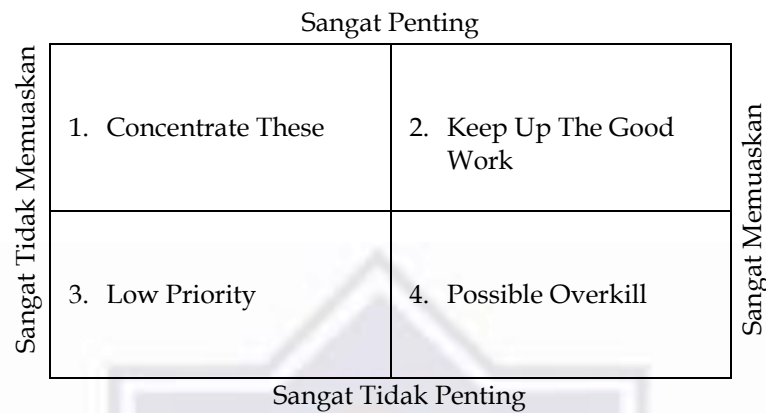 Sangat Penting
Sangat Tidak Memuaskan
1. Concentrate These
2. Keep Up The Good
Work
Sangat Memuaskan
3. Low Priority
4. Possible Overkill
Sangat Tidak Penting